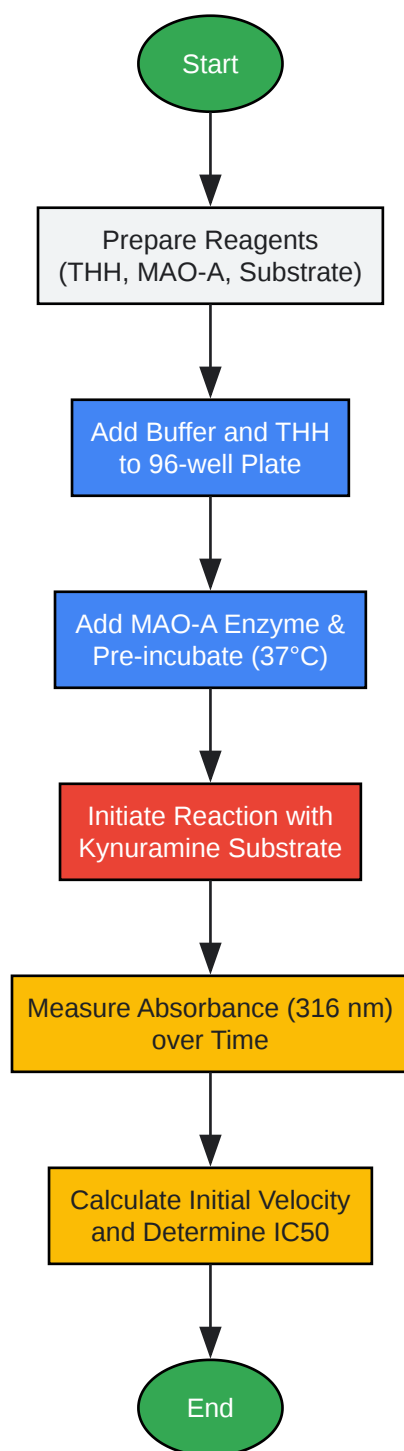 Start
Prepare Reagents
(THH, MAO-A, Substrate)
Add Buffer and THH
to 96-well Plate
Add MAO-A Enzyme &
Pre-incubate (37°C)
Initiate Reaction with
Kynuramine Substrate
Measure Absorbance (316 nm)
over Time
Calculate Initial Velocity
and Determine IC50
End